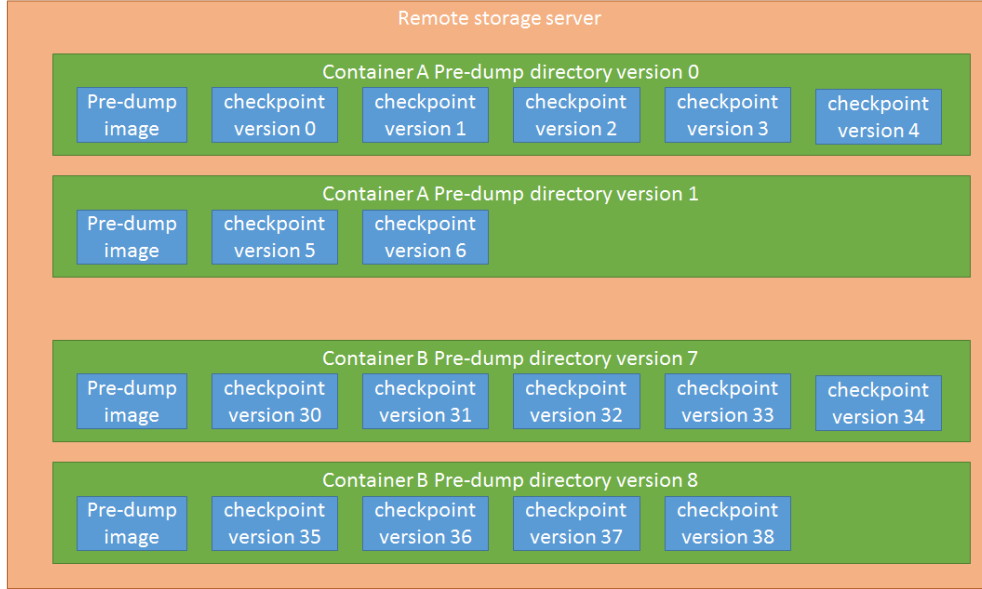 Remote storage server
Container A Pre-dump directory version 0
Pre-dump
image
checkpoint
version 0
checkpoint
version 1
checkpoint
version 2
checkpoint
version 3
checkpoint
version 4
Container A Pre-dump directory version 1
Pre-dump
image
checkpoint
version 5
checkpoint
version 6
Container B Pre-dump directory version 7
Pre-dump
image
checkpoint
version 30
checkpoint
version 31
checkpoint
version 32
checkpoint
version 33
checkpoint
version 34
Container B Pre-dump directory version 8
Pre-dump
image
checkpoint
version 35
checkpoint
version 36
checkpoint
version 37
checkpoint
version 38